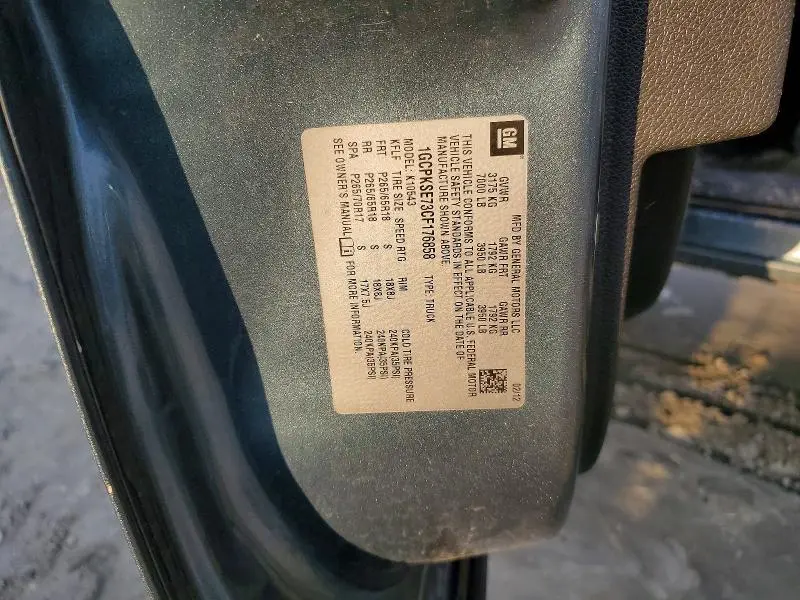 GM
MFD BY GENERAL MOTORS LLC
02/12
GVWR GAWR FRT GAWR RR
3175 KG 1792 KG 1792 KG
7000 LB 3950 LB 3950 LB
THIS VEHICLE CONFORMS TO ALL APPLICABLE U.S. FEDERAL MOTOR
VEHICLE SAFETY STANDARDS IN EFFECT ON THE DATE OF
MANUFACTURE SHOWN ABOVE.
1GCPKSE73CF176858 TYPE: TRUCK
MODEL: K10543
KFLF TIRE SIZE SPEED RTG RIM COLD TIRE PRESSURE
FRT P265/65R18 S 18X8J 240KPA(35PSI)
RR P265/65R18 S 18X8J 240KPA(35PSI)
SPA P265/70R17 S 17X7.5J 240KPA(35PSI)
SEE OWNER'S MANUAL FOR MORE INFORMATION.